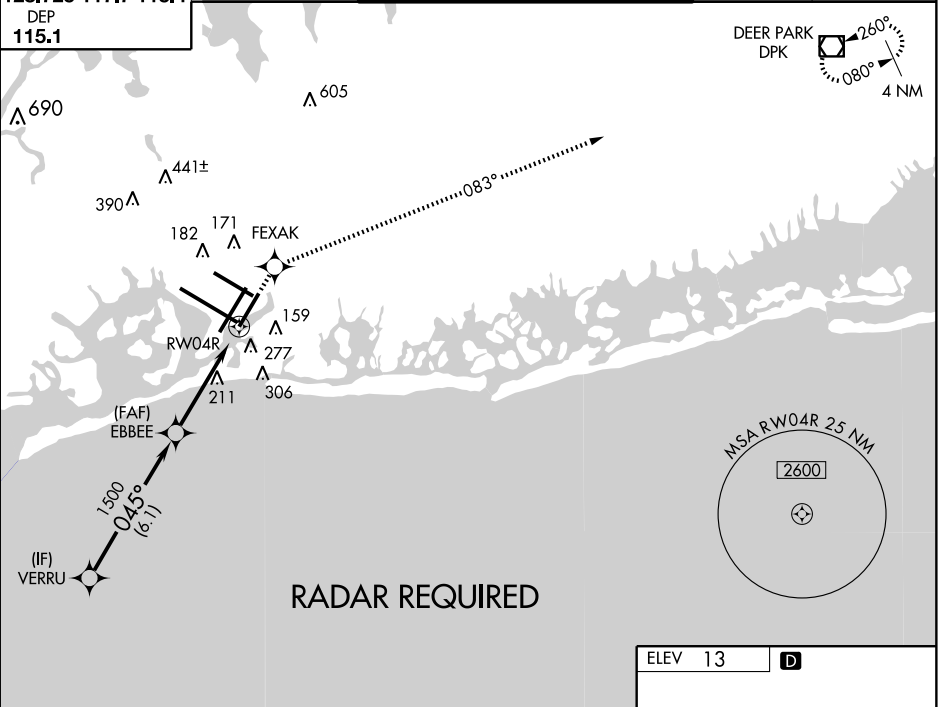 DEP
115.1
DEER PARK
DPK
260°
080°
4 NM
605
690
441±
390
083°
182
171
FEXAK
159
RW04R
277
306
211
(FAF)
EBBEE
1500
045°
(6.1)
(IF)
VERRU
MSA RW04R 25 NM
2600
RADAR REQUIRED
ELEV 13
D